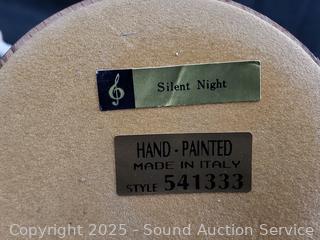 Silent Night
HAND - PAINTED
MADE IN ITALY
STYLE 541333
Copyright 2025 - Sound Auction Service